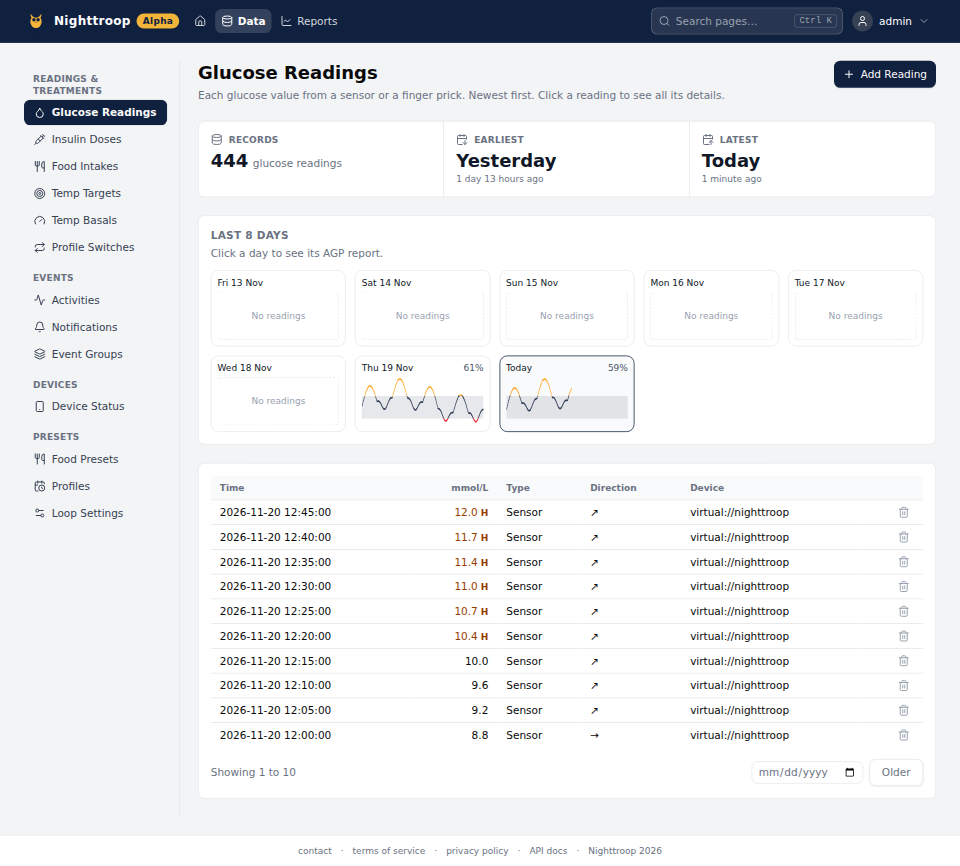 Nighttroop Alpha Data Reports Search pages... Ctrl K admin
READINGS &
TREATMENTS
Glucose Readings
Insulin Doses
Food Intakes
Temp Targets
Temp Basals
Profile Switches
EVENTS
Activities
Notifications
Event Groups
DEVICES
Device Status
PRESETS
Food Presets
Profiles
Loop Settings
Glucose Readings
Add Reading
Each glucose value from a sensor or a finger prick. Newest first. Click a reading to see all its details.
RECORDS
444 glucose readings
EARLIEST
Yesterday
1 day 13 hours ago
LATEST
Today
1 minute ago
LAST 8 DAYS
Click a day to see its AGP report.
Fri 13 Nov
No readings
Sat 14 Nov
No readings
Sun 15 Nov
No readings
Mon 16 Nov
No readings
Tue 17 Nov
No readings
Wed 18 Nov
No readings
Thu 19 Nov 61%
Today 59%
Time mmol/L Type Direction Device
2026-11-20 12:45:00 12.0 H Sensor ↗ virtual://nighttroop
2026-11-20 12:40:00 11.7 H Sensor ↗ virtual://nighttroop
2026-11-20 12:35:00 11.4 H Sensor ↗ virtual://nighttroop
2026-11-20 12:30:00 11.0 H Sensor ↗ virtual://nighttroop
2026-11-20 12:25:00 10.7 H Sensor ↗ virtual://nighttroop
2026-11-20 12:20:00 10.4 H Sensor ↗ virtual://nighttroop
2026-11-20 12:15:00 10.0 Sensor ↗ virtual://nighttroop
2026-11-20 12:10:00 9.6 Sensor ↗ virtual://nighttroop
2026-11-20 12:05:00 9.2 Sensor ↗ virtual://nighttroop
2026-11-20 12:00:00 8.8 Sensor → virtual://nighttroop
Showing 1 to 10 mm/dd/yyyy Older
contact · terms of service · privacy policy · API docs · Nighttroop 2026